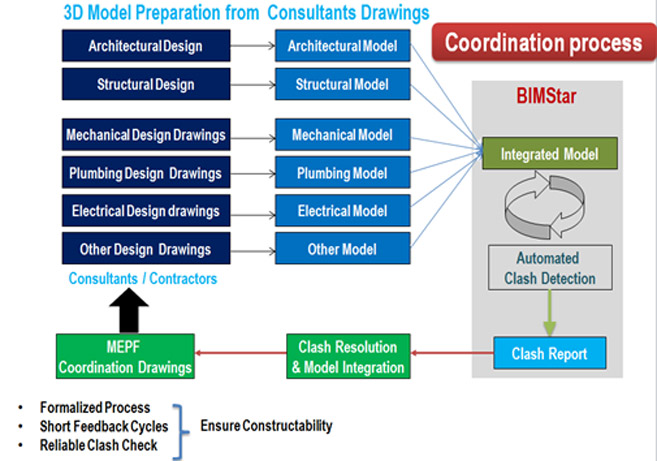 3D Model Preparation from Consultants Drawings
Coordination process
Architectural Design
Architectural Model
Structural Design
Structural Model
BIMStar
Mechanical Design Drawings
Mechanical Model
Integrated Model
Plumbing Design Drawings
Plumbing Model
Electrical Design drawings
Electrical Model
Other Design Drawings
Other Model
Automated
Clash Detection
Consultants / Contractors
MEPF
Coordination Drawings
Clash Resolution
& Model Integration
Clash Report
• Formalized Process
• Short Feedback Cycles
• Reliable Clash Check
Ensure Constructability